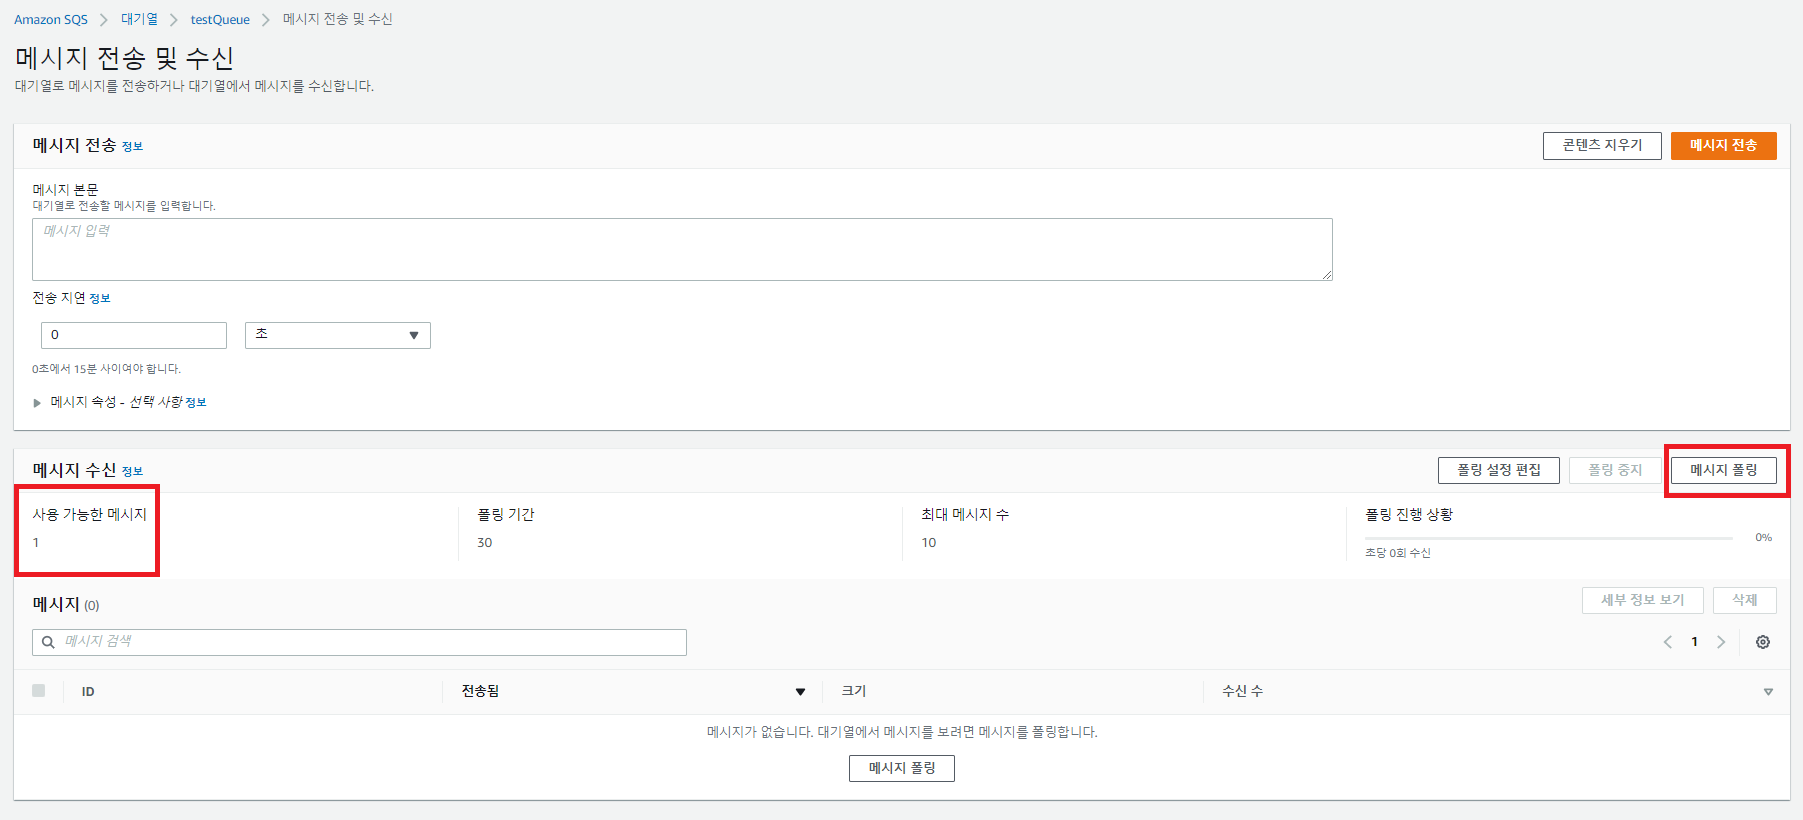 Amazon SQS > 대기열 > testQueue > 메시지 전송 및 수신
메시지 전송 및 수신
대기열로 메시지를 전송하거나 대기열에서 메시지를 수신합니다.
메시지 전송 정보
콘텐츠 지우기
메시지 전송
메시지 본문
대기열로 전송할 메시지를 입력합니다.
메시지 입력
전송 지연 정보
0
초
0초에서 15분 사이여야 합니다.
메시지 속성 - 선택 사항 정보
메시지 수신 정보
폴링 설정 편집
폴링 중지
메시지 폴링
사용 가능한 메시지
1
폴링 기간
30
최대 메시지 수
10
폴링 진행 상황
0%
초당 0회 수신
메시지 (0)
세부 정보 보기
삭제
메시지 검색
1
ID
전송됨
크기
수신 수
메시지가 없습니다. 대기열에서 메시지를 보려면 메시지를 폴링합니다.
메시지 폴링